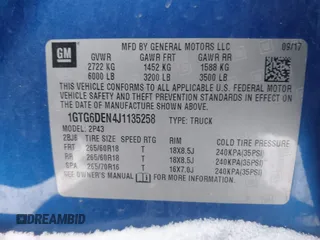 GM
MFD BY GENERAL MOTORS LLC 09/17
GVWR GAWR FRT GAWR RR
2722 KG 1452 KG 1588 KG
6000 LB 3200 LB 3500 LB
THIS VEHICLE CONFORMS TO ALL APPLICABLE U.S. FEDERAL MOTOR
VEHICLE SAFETY STANDARDS IN EFFECT ON THE DATE OF
MANUFACTURE SHOWN ABOVE.
1GTG6DEN4J1135258 TYPE: TRUCK
MODEL: 2P43
2BJ6 TIRE SIZE SPEED RTG RIM COLD TIRE PRESSURE
FRT 265/60R18 T 18X8.5J 240KPA(35PSI)
RR 265/60R18 T 18X8.5J 240KPA(35PSI)
SPA 265/70R16 T 16X7.0J 240KPA(35PSI)
SEE OWNER'S MANUAL FOR ADDITIONAL INFORMATION
DREAMBID